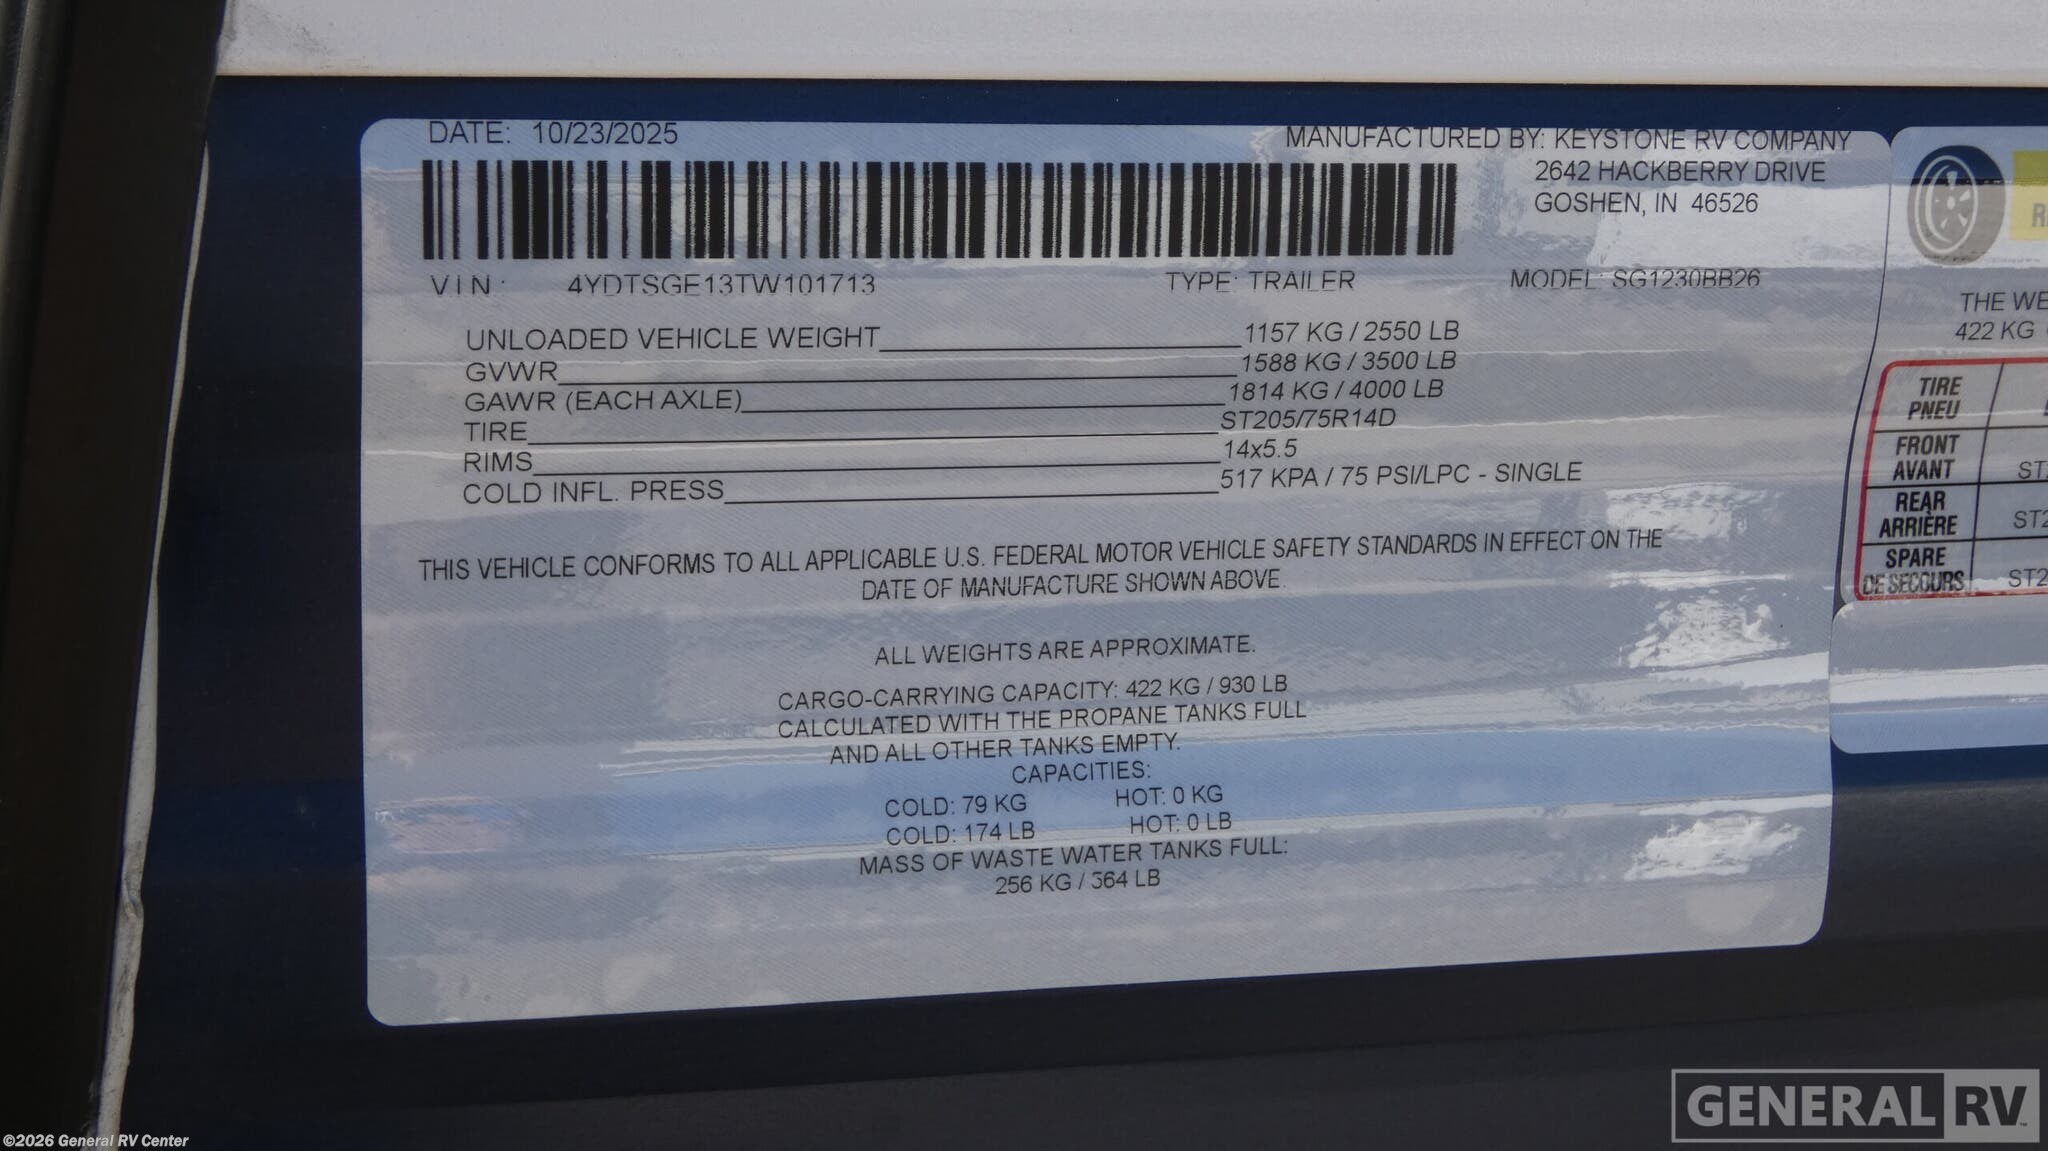 DATE: 10/23/2025
MANUFACTURED BY: KEYSTONE RV COMPANY
2642 HACKBERRY DRIVE
GOSHEN, IN 46526
VIN: 4YDTSGE13TW101713 TYPE: TRAILER MODEL: SG1230BB26
UNLOADED VEHICLE WEIGHT 1157 KG / 2550 LB
GVWR 1588 KG / 3500 LB
GAWR (EACH AXLE) 1814 KG / 4000 LB
TIRE ST205/75R14D
RIMS 14x5.5
COLD INFL. PRESS 517 KPA / 75 PSI/LPC - SINGLE
THIS VEHICLE CONFORMS TO ALL APPLICABLE U.S. FEDERAL MOTOR VEHICLE SAFETY STANDARDS IN EFFECT ON THE
DATE OF MANUFACTURE SHOWN ABOVE.
ALL WEIGHTS ARE APPROXIMATE.
CARGO-CARRYING CAPACITY: 422 KG / 930 LB
CALCULATED WITH THE PROPANE TANKS FULL
AND ALL OTHER TANKS EMPTY.
CAPACITIES:
COLD: 79 KG HOT: 0 KG
COLD: 174 LB HOT: 0 LB
MASS OF WASTE WATER TANKS FULL:
256 KG / 564 LB
THE WE
422 KG
TIRE
PNEU
FRONT
AVANT
REAR
ARRIÈRE
SPARE
DE SECOURS
GENERAL RV
©2026 General RV Center